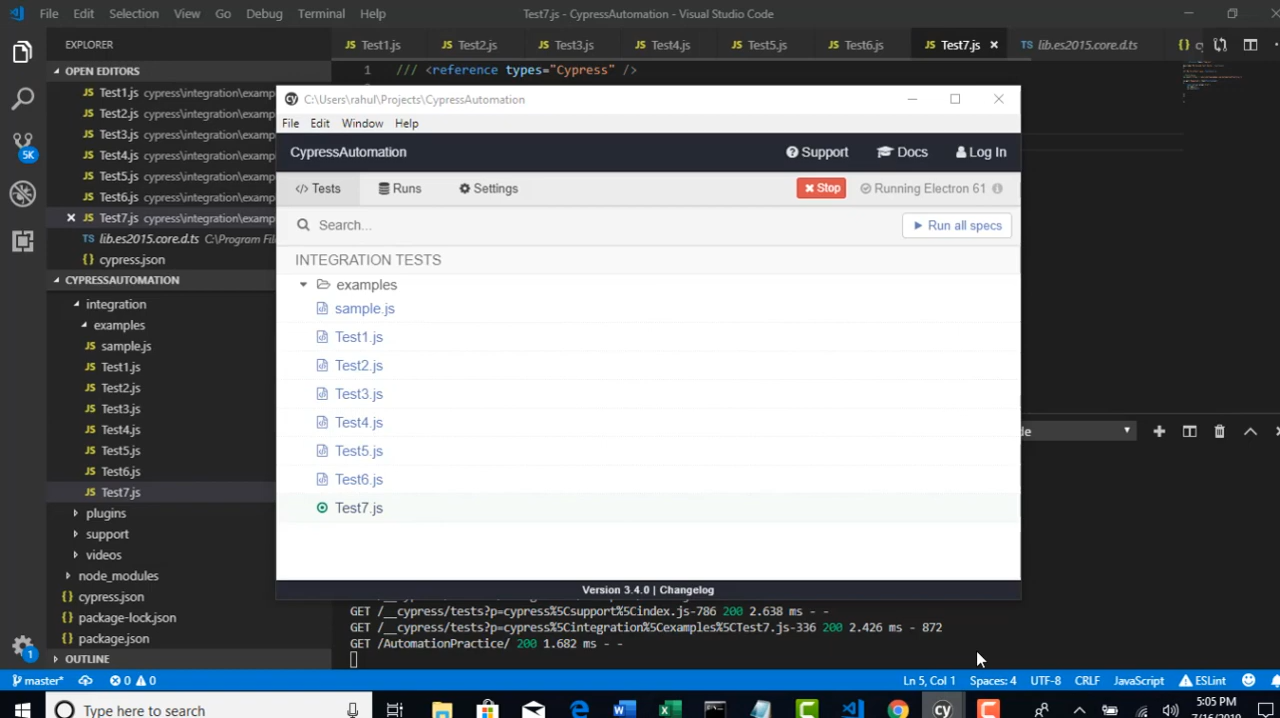 File Edit Selection View Go Debug Terminal Help Test7.js - CypressAutomation - Visual Studio Code
EXPLORER
Test1.js Test2.js Test3.js Test4.js Test5.js Test6.js Test7.js lib.es2015.core.d.ts
OPEN EDITORS
Test1.js cypress\integration\examp
Test2.js cypress\integration\examp
Test3.js cypress\integration\examp
Test4.js cypress\integration\examp
Test5.js cypress\integration\examp
Test6.js cypress\integration\examp
Test7.js cypress\integration\examp
lib.es2015.core.d.ts C:\Program Fil
cypress.json
CYPRESSAUTOMATION
integration
examples
sample.js
Test1.js
Test2.js
Test3.js
Test4.js
Test5.js
Test6.js
Test7.js
plugins
support
videos
node_modules
cypress.json
package-lock.json
package.json
OUTLINE
1 /// <reference types="Cypress" />
C:\Users\rahul\Projects\CypressAutomation
File Edit Window Help
CypressAutomation Support Docs Log In
</> Tests Runs Settings Stop Running Electron 61
Search... Run all specs
INTEGRATION TESTS
examples
sample.js
Test1.js
Test2.js
Test3.js
Test4.js
Test5.js
Test6.js
Test7.js
Version 3.4.0 | Changelog
GET /__cypress/tests?p=cypress%5Csupport%5Cindex.js-786 200 2.638 ms - -
GET /__cypress/tests?p=cypress%5Cintegration%5Cexamples%5CTest7.js-336 200 2.426 ms - 872
GET /AutomationPractice/ 200 1.682 ms - -
master* 0 0 Ln 5, Col 1 Spaces: 4 UTF-8 CRLF JavaScript ESLint
Type here to search 5:05 PM